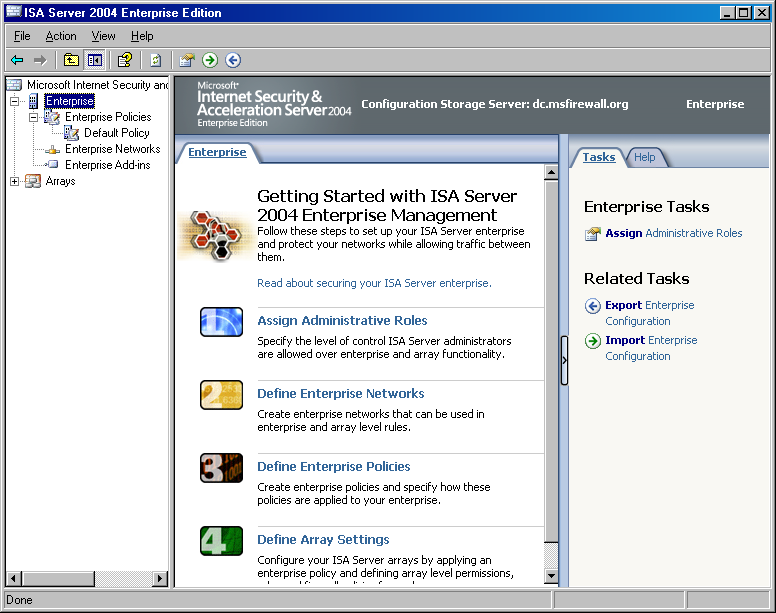 ISA Server 2004 Enterprise Edition
File Action View Help
Microsoft Internet Security and
Enterprise
Enterprise Policies
Default Policy
Enterprise Networks
Enterprise Add-ins
Arrays
Microsoft®
Internet Security &
Acceleration Server 2004
Enterprise Edition
Configuration Storage Server: dc.msfirewall.org
Enterprise
Enterprise
Getting Started with ISA Server
2004 Enterprise Management
Follow these steps to set up your ISA Server enterprise
and protect your networks while allowing traffic between
them.
Read about securing your ISA Server enterprise.
Assign Administrative Roles
Specify the level of control ISA Server administrators
are allowed over enterprise and array functionality.
2
Define Enterprise Networks
Create enterprise networks that can be used in
enterprise and array level rules.
3
Define Enterprise Policies
Create enterprise policies and specify how these
policies are applied to your enterprise.
4
Define Array Settings
Configure your ISA Server arrays by applying an
enterprise policy and defining array level permissions,
Tasks Help
Enterprise Tasks
Assign Administrative Roles
Related Tasks
Export Enterprise
Configuration
Import Enterprise
Configuration
Done